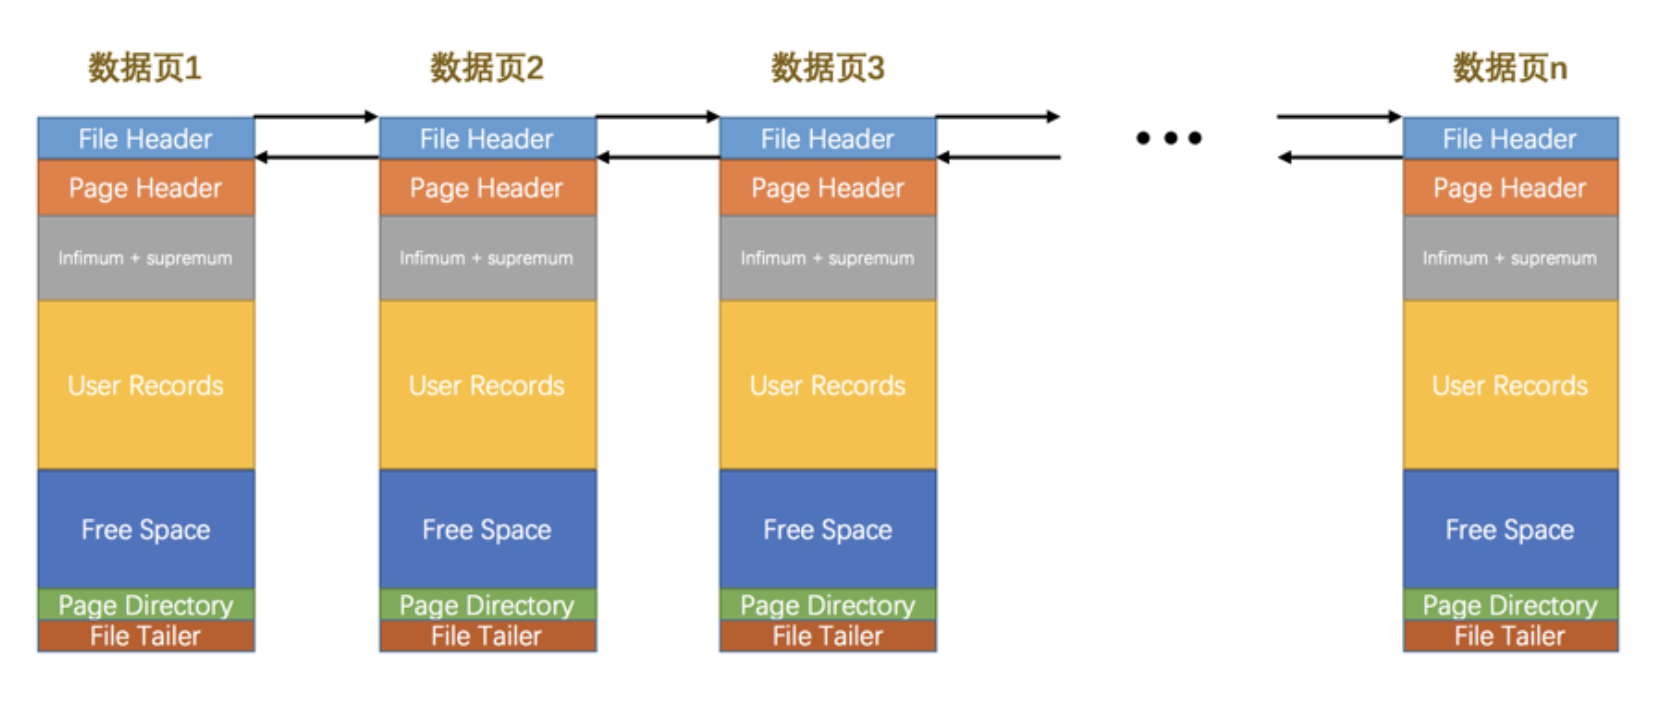 数据页1
File Header
Page Header
Infimum + supremum
User Records
Free Space
Page Directory
File Tailer
数据页2
File Header
Page Header
Infimum + supremum
User Records
Free Space
Page Directory
File Tailer
数据页3
File Header
Page Header
Infimum + supremum
User Records
Free Space
Page Directory
File Tailer
数据页n
File Header
Page Header
Infimum + supremum
User Records
Free Space
Page Directory
File Tailer